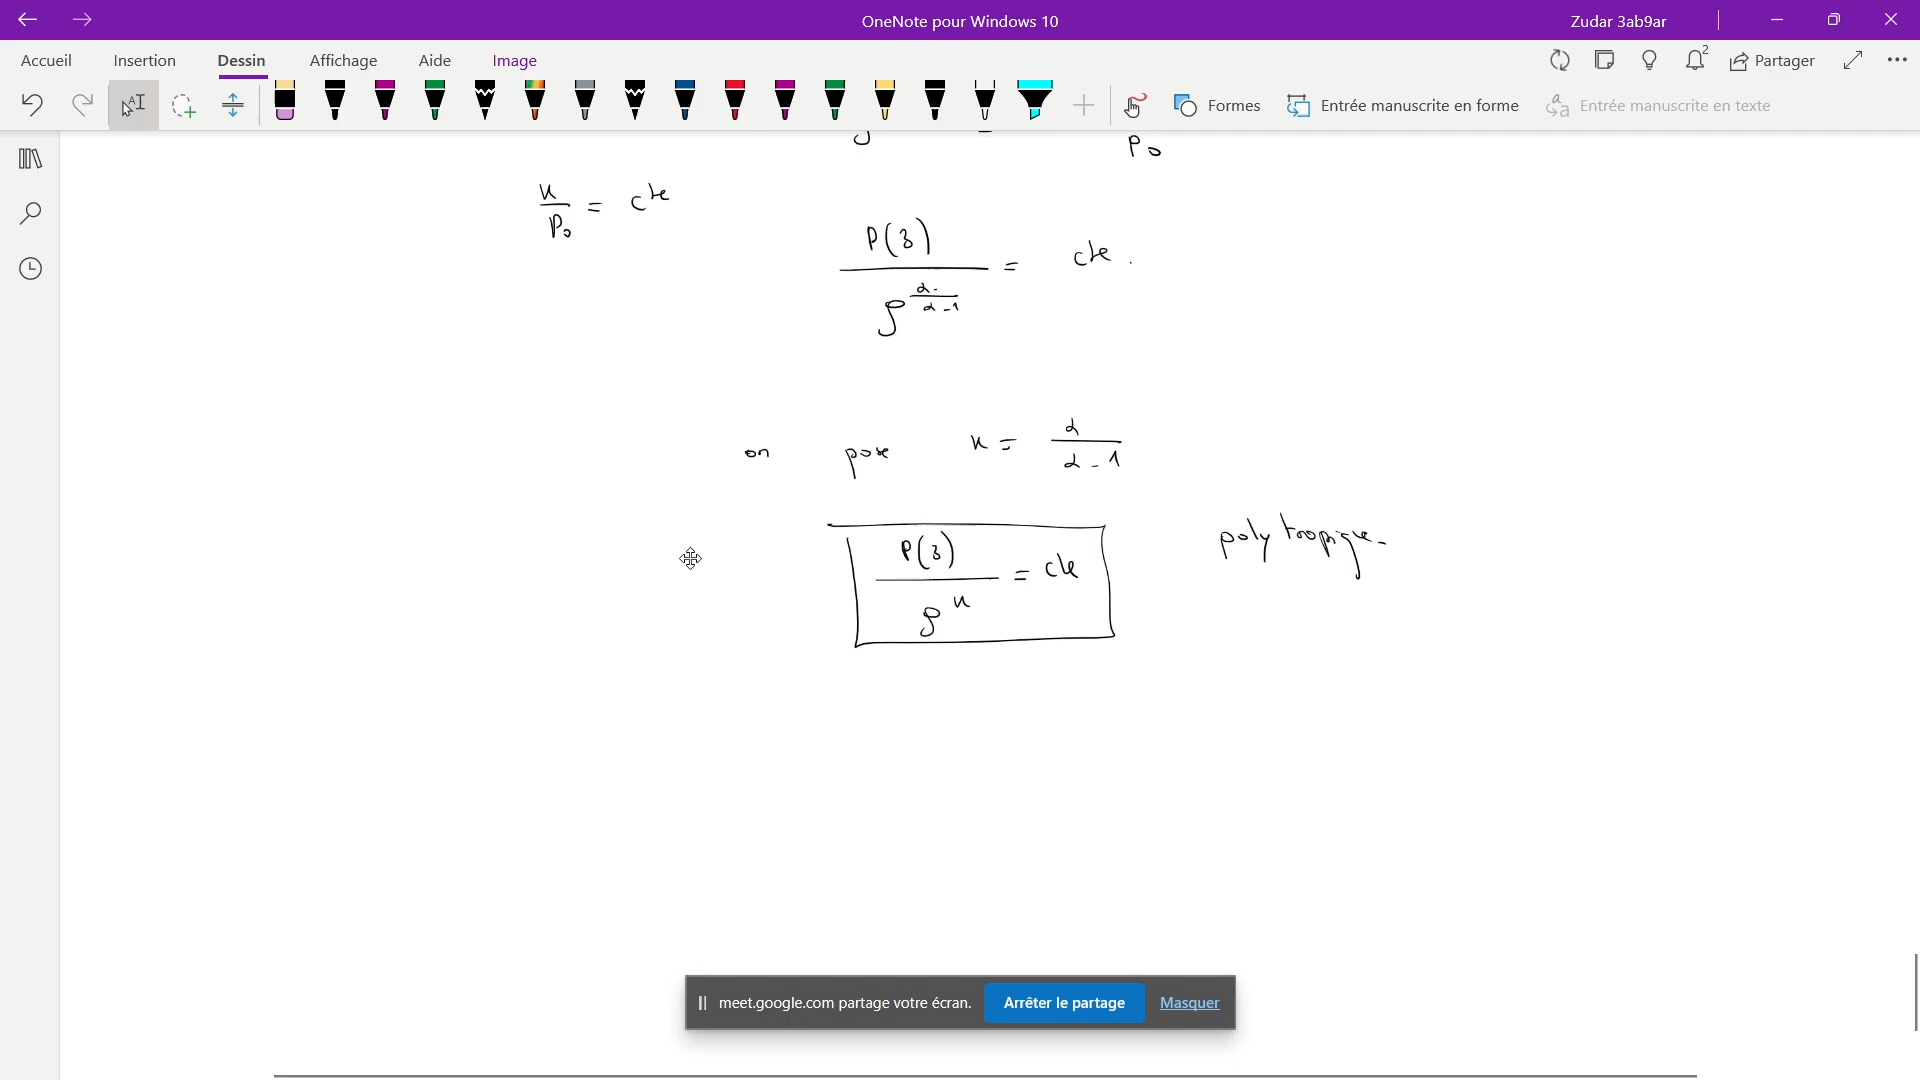 OneNote pour Windows 10
Zudar 3ab9ar
Accueil Insertion Dessin Affichage Aide Image
2 Partager
Formes Entrée manuscrite en forme Entrée manuscrite en texte
P0
κ/P0 = cte
P(z)/ρ^(α/(α-1)) = cte.
on pose κ = α/(α-1)
P(z)/ρ^κ = cte polytropique.
meet.google.com partage votre écran. Arrêter le partage Masquer